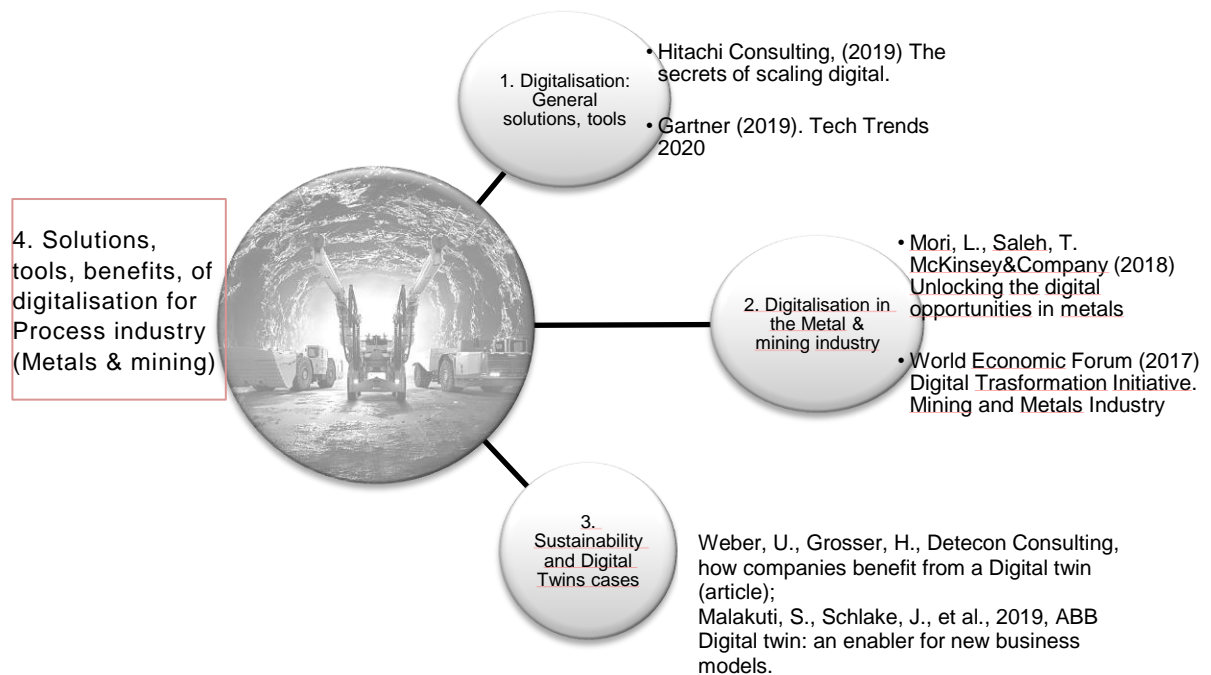 1. Digitalisation:
General
solutions, tools
• Hitachi Consulting, (2019) The
secrets of scaling digital.
• Gartner (2019). Tech Trends
2020
4. Solutions,
tools, benefits, of
digitalisation for
Process industry
(Metals & mining)
2. Digitalisation in
the Metal &
mining industry
• Mori, L., Saleh, T.
McKinsey&Company (2018)
Unlocking the digital
opportunities in metals
• World Economic Forum (2017)
Digital Trasformation Initiative.
Mining and Metals Industry
3.
Sustainability
and Digital
Twins cases
Weber, U., Grosser, H., Detecon Consulting,
how companies benefit from a Digital twin
(article);
Malakuti, S., Schlake, J., et al., 2019, ABB
Digital twin: an enabler for new business
models.